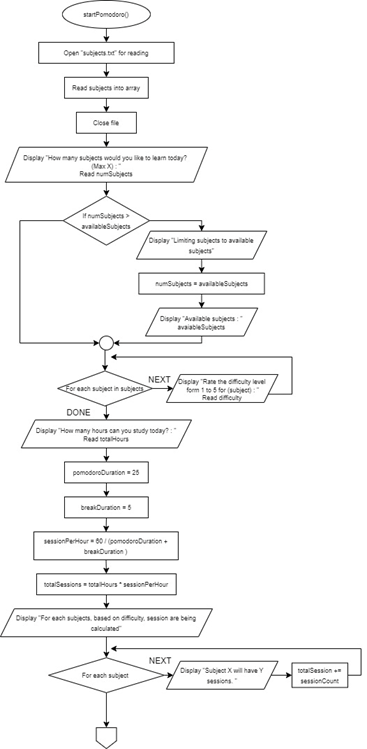 startPomodoro()
Open "subjects.txt" for reading
Read subjects into array
Close file
Display "How many subjects would you like to learn today?
(Max X) : "
Read numSubjects
If numSubjects >
availableSubjects
Display "Limiting subjects to available
subjects"
numSubjects = availableSubjects
Display "Available subjects : "
avaiableSubjects
For each subject in subjects
NEXT
Display "Rate the difficulty level
form 1 to 5 for (subject) : "
Read difficulty
DONE
Display "How many hours can you study today? : "
Read totalHours
pomodoroDuration = 25
breakDuration = 5
sessionPerHour = 60 / (pomodoroDuration +
breakDuration )
totalSessions = totalHours * sessionPerHour
Display "For each subjects, based on difficulty, session are being
calculated"
For each subject
NEXT
Display "Subject X will have Y
sessions. "
totalSession +=
sessionCount